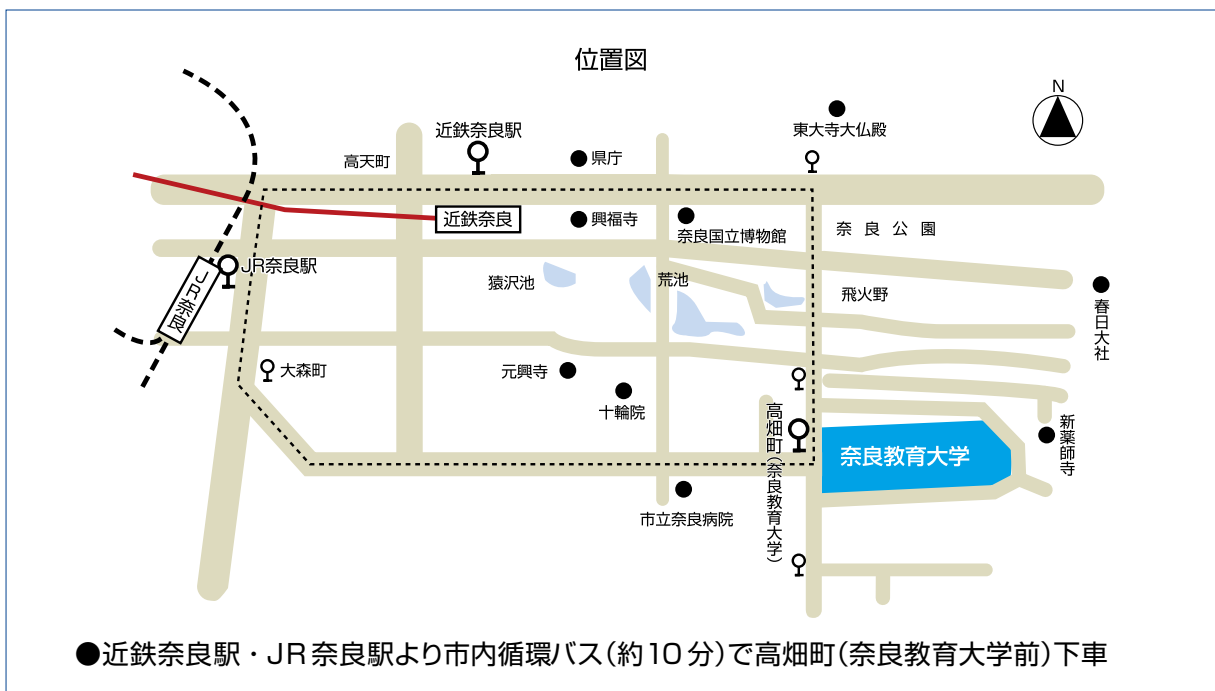 位置図
N
東大寺大仏殿
近鉄奈良駅
高天町
県庁
近鉄奈良
興福寺
奈良国立博物館
奈良公園
JR奈良駅
JR奈良
猿沢池
荒池
飛火野
春日大社
大森町
元興寺
十輪院
高畑町(奈良教育大学)
新薬師寺
奈良教育大学
市立奈良病院
●近鉄奈良駅・JR奈良駅より市内循環バス(約10分)で高畑町(奈良教育大学前)下車